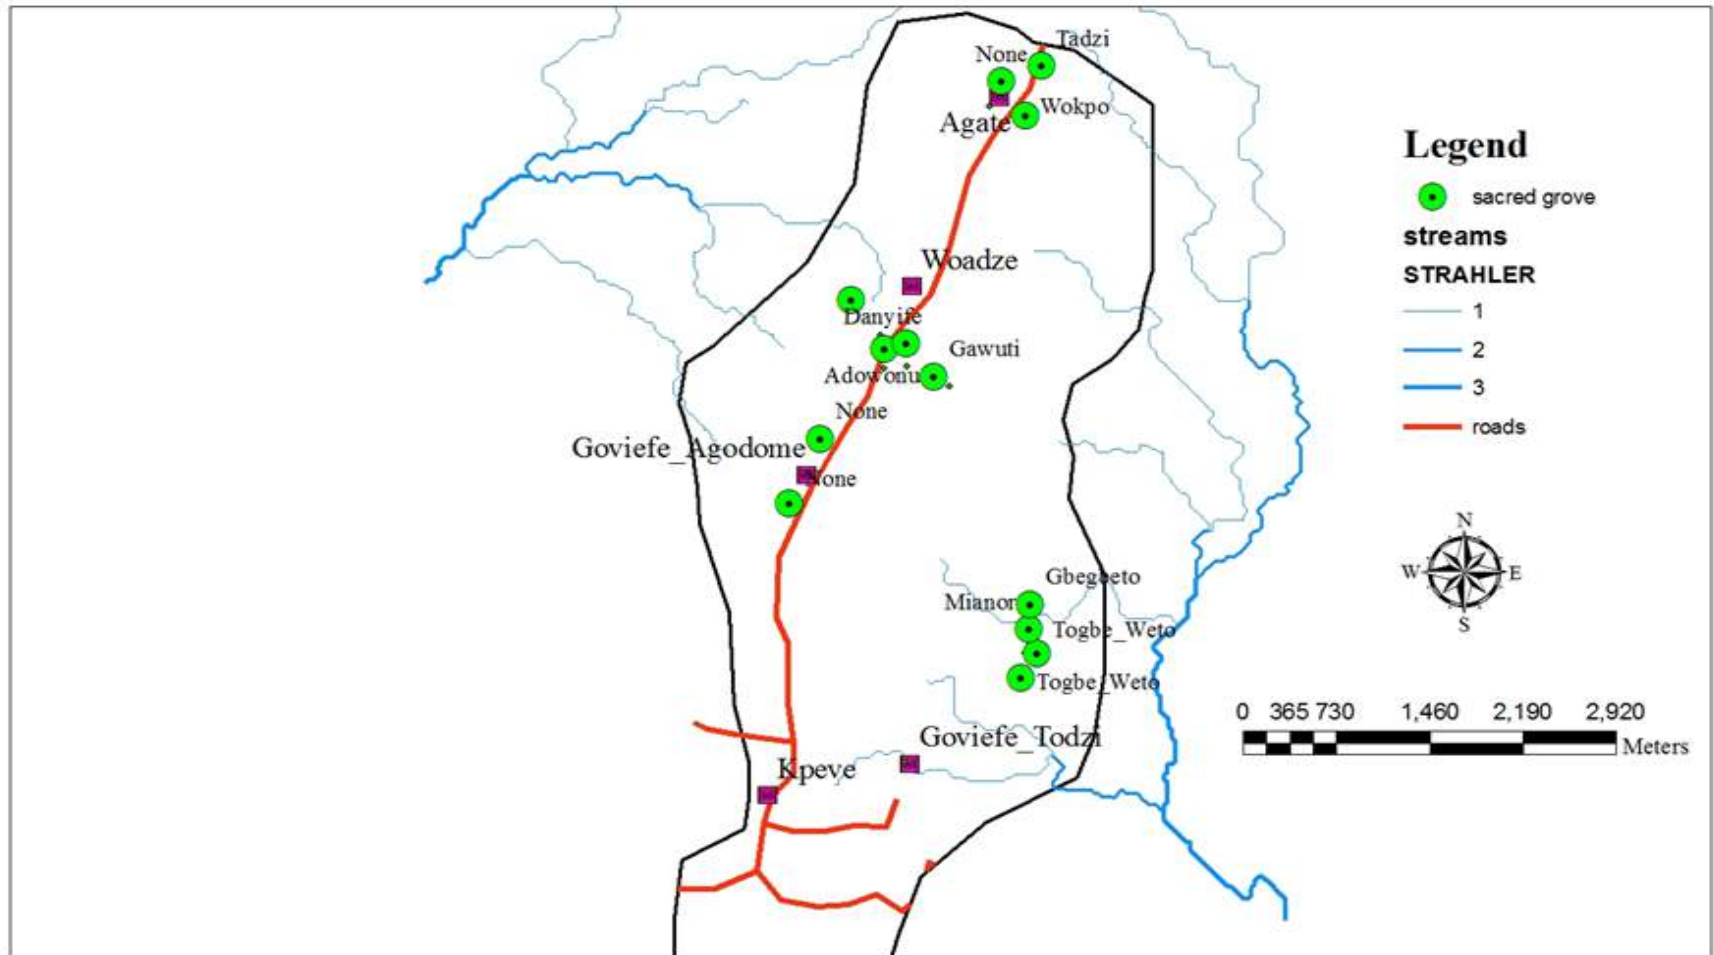 Tadzi
None
Wokpo
Agate
Woadze
Danyife
Gawuti
Adowonu
None
Goviefe_Agodome
None
Mianor
Togbe_Weto
Togbe_Weto
Goviefe_Todzi
Kpeve
Legend
sacred grove
streams
STRAHLER
1
2
3
roads
N
W E
S
0 365 730 1,460 2,190 2,920
Meters